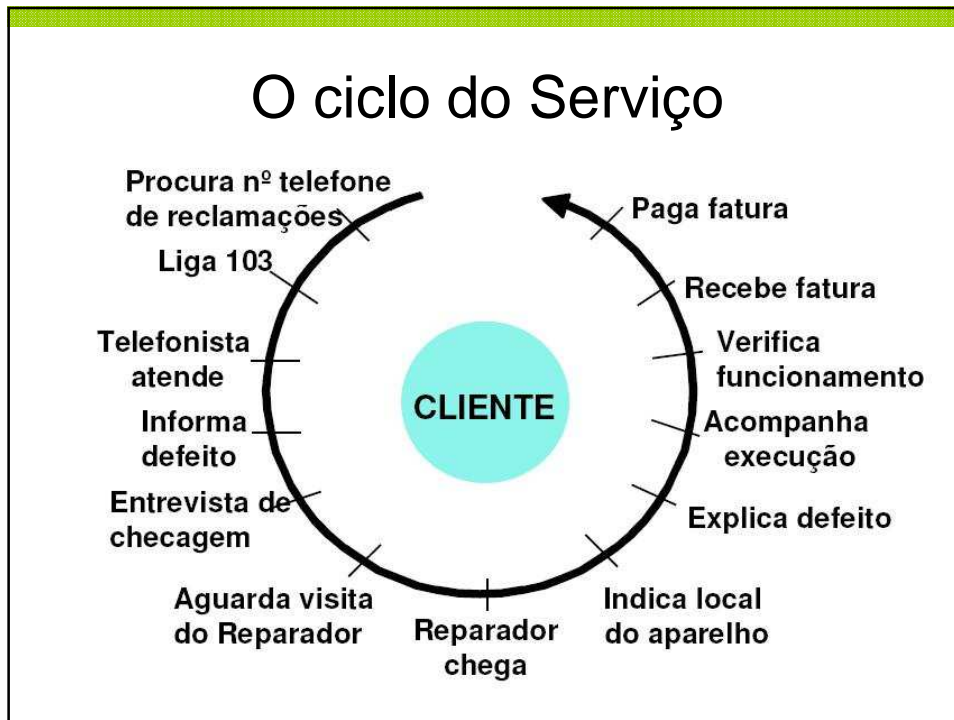 O ciclo do Serviço
Procura nº telefone
de reclamações
Liga 103
Telefonista
atende
Informa
defeito
Entrevista de
checagem
Aguarda visita
do Reparador
Reparador
chega
Indica local
do aparelho
Explica defeito
Acompanha
execução
Verifica
funcionamento
Recebe fatura
Paga fatura
CLIENTE